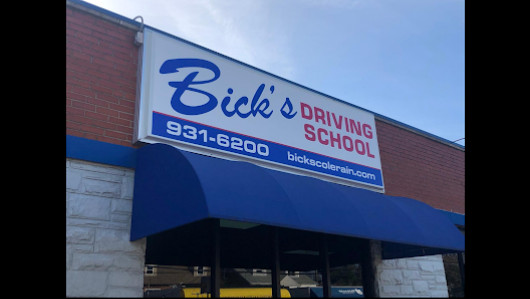 Bick's DRIVING
SCHOOL
931-6200
bickscolerain.com